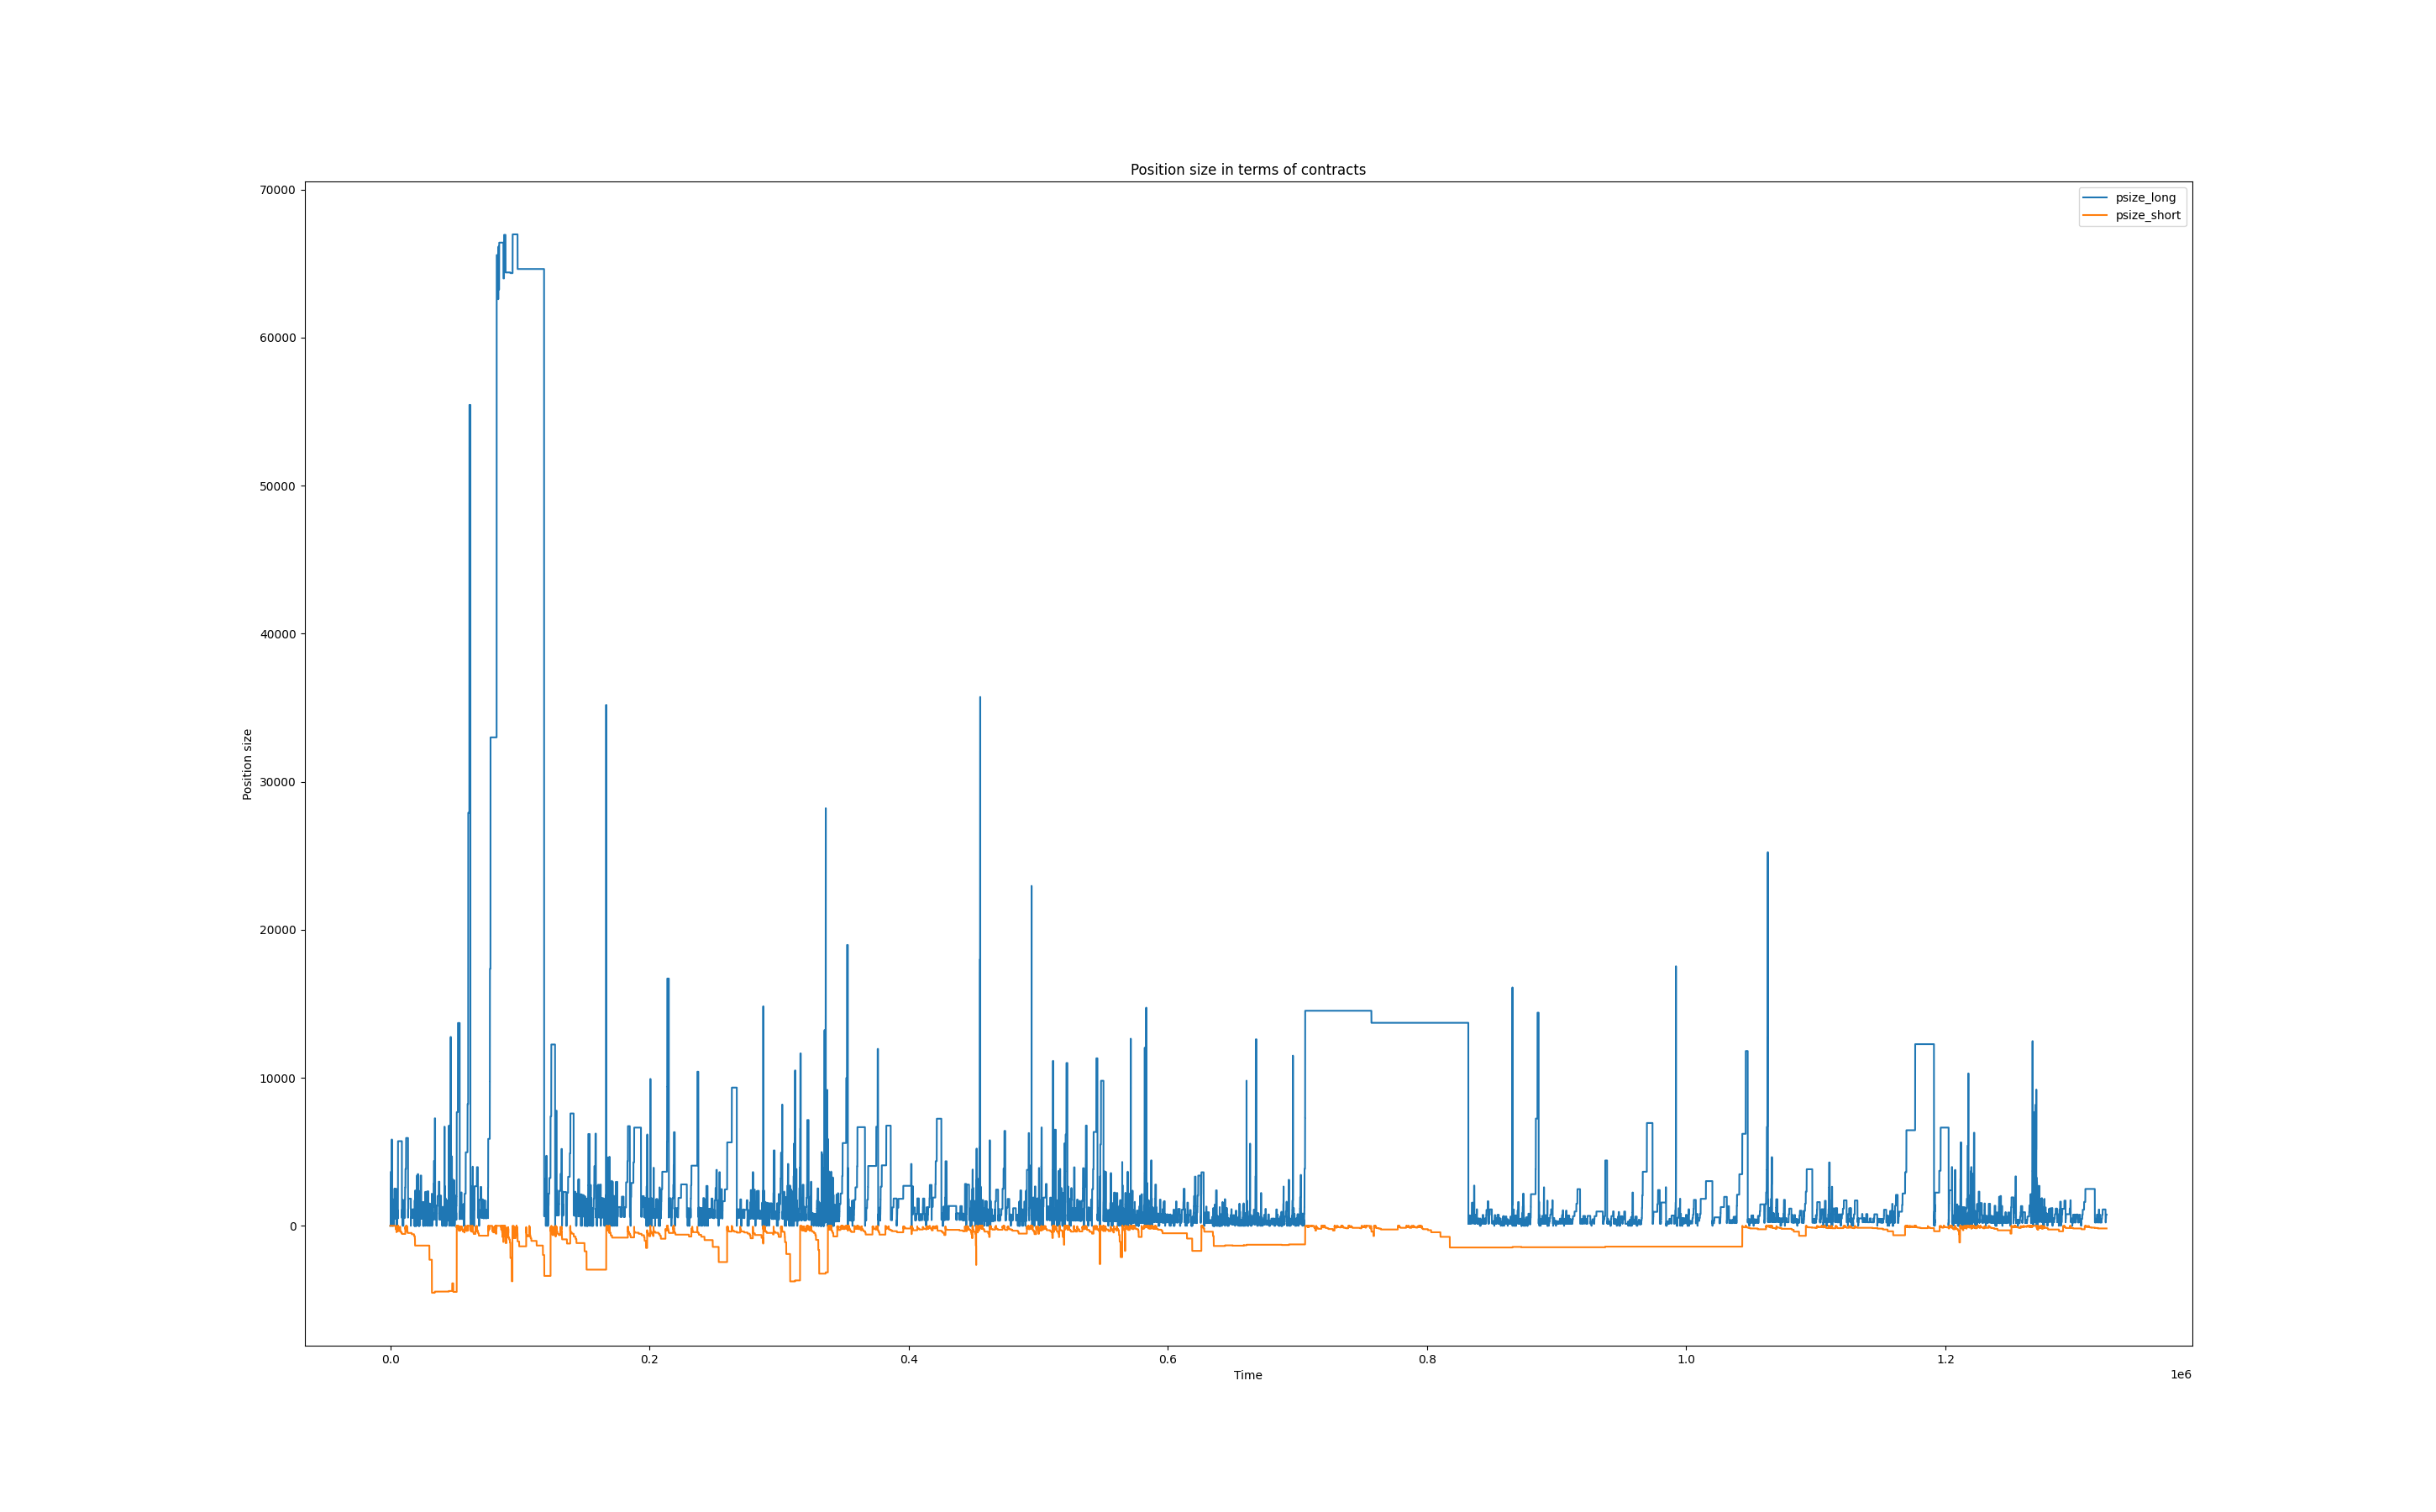 Position size in terms of contracts
psize_long
psize_short
70000
60000
50000
40000
30000
20000
10000
0
Position size
0.0 0.2 0.4 0.6 0.8 1.0 1.2
1e6
Time